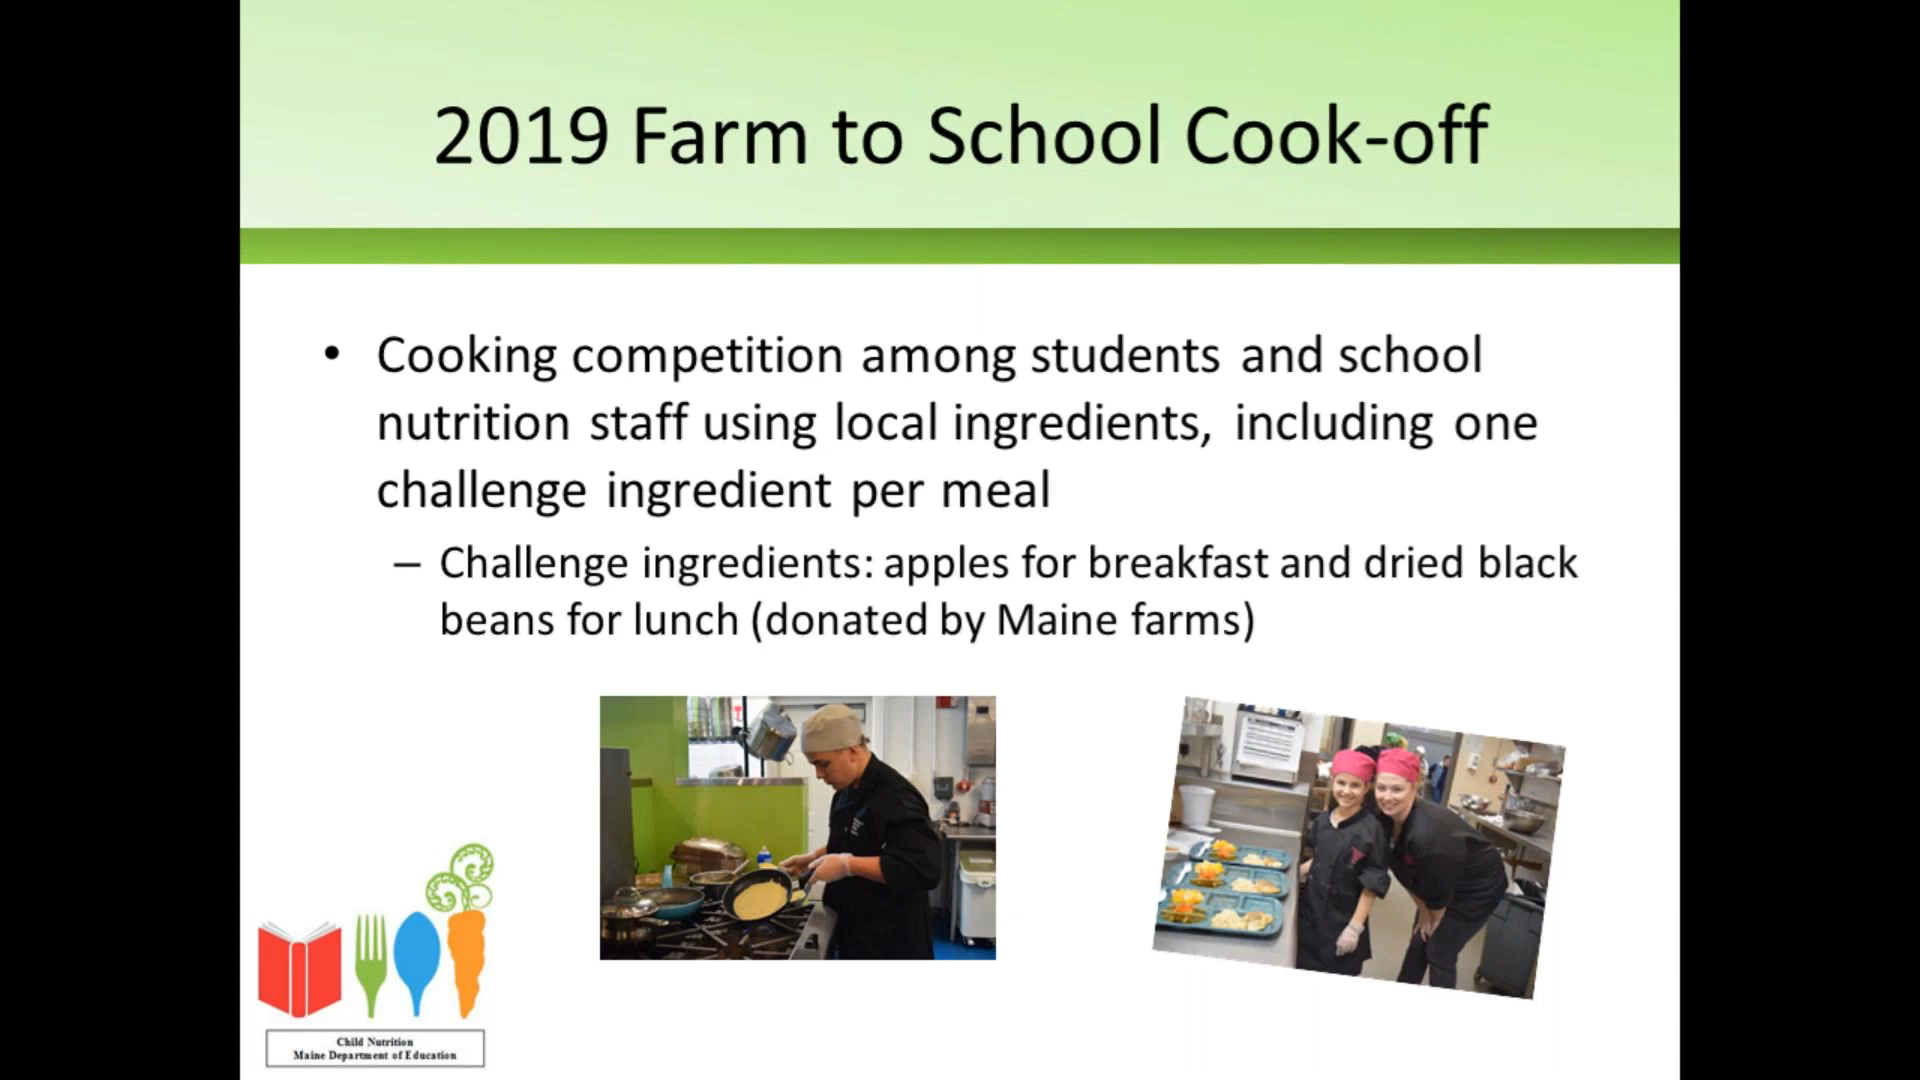 2019 Farm to School Cook-off
• Cooking competition among students and school
nutrition staff using local ingredients, including one
challenge ingredient per meal
– Challenge ingredients: apples for breakfast and dried black
beans for lunch (donated by Maine farms)
Child Nutrition
Maine Department of Education